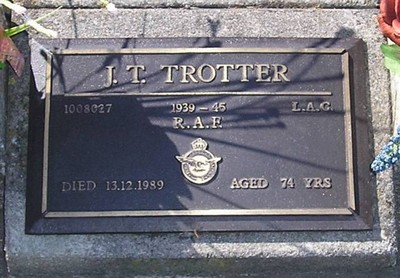 J. T. TROTTER
1008027 1939 - 45 L.A.C.
R.A.F.
DIED 13.12.1989 AGED 74 YRS